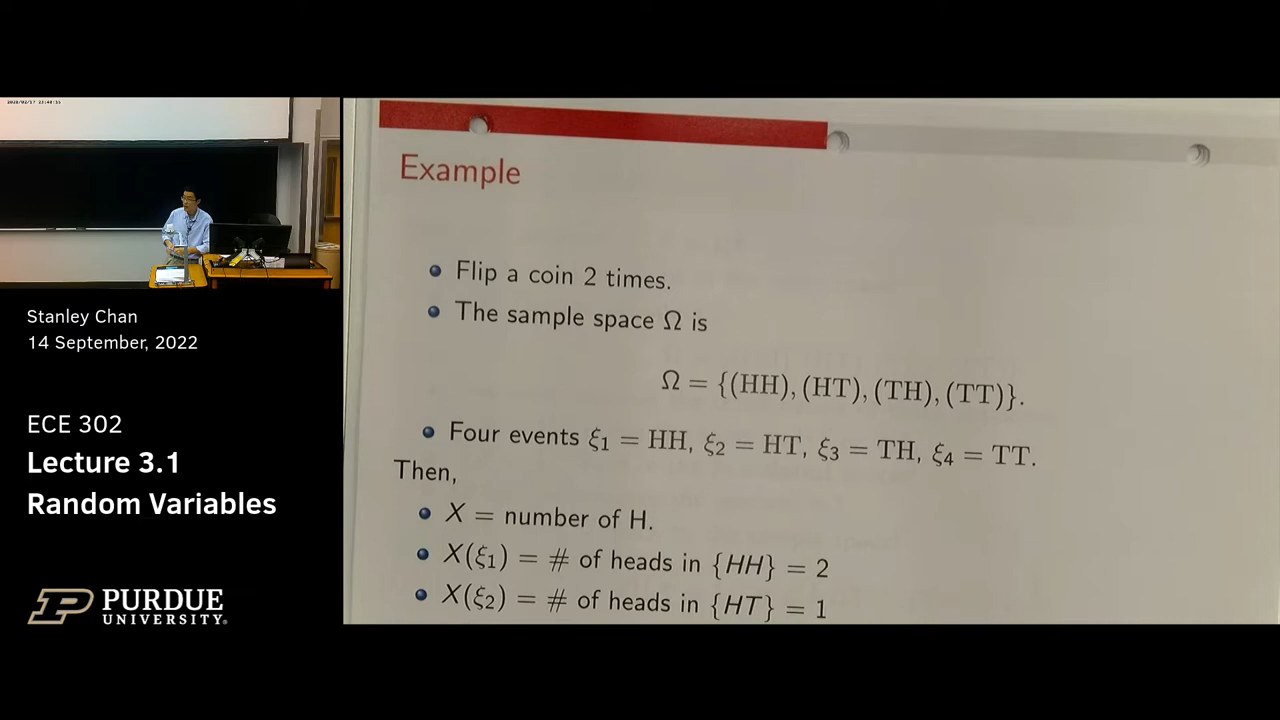 Example
Flip a coin 2 times.
The sample space Ω is
Ω = {(HH), (HT), (TH), (TT)}.
Four events ξ₁ = HH, ξ₂ = HT, ξ₃ = TH, ξ₄ = TT.
Then,
X = number of H.
X(ξ₁) = # of heads in {HH} = 2
X(ξ₂) = # of heads in {HT} = 1
Stanley Chan
14 September, 2022
ECE 302
Lecture 3.1
Random Variables
PURDUE
UNIVERSITY.